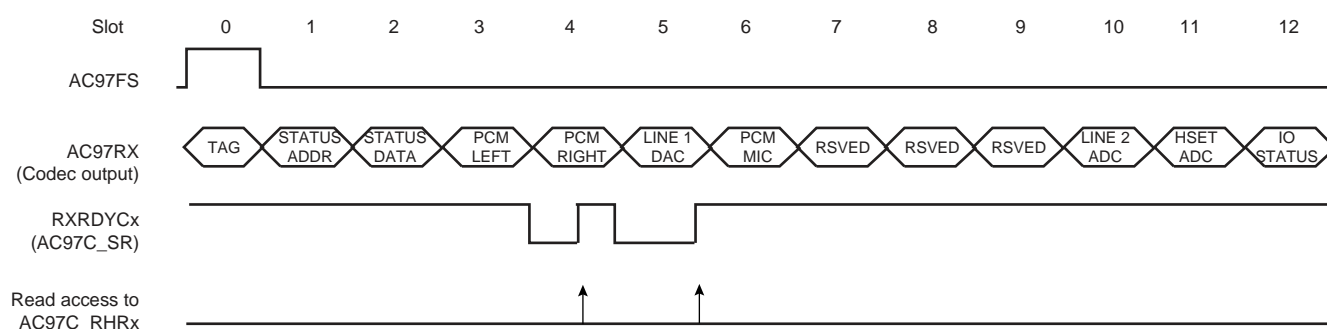 Slot 0 1 2 3 4 5 6 7 8 9 10 11 12
AC97FS
AC97RX
(Codec output)
TAG
STATUS
ADDR
STATUS
DATA
PCM
LEFT
PCM
RIGHT
LINE 1
DAC
PCM
MIC
RSVED
RSVED
RSVED
LINE 2
ADC
HSET
ADC
IO
STATUS
RXRDYCx
(AC97C_SR)
Read access to
AC97C_RHRx